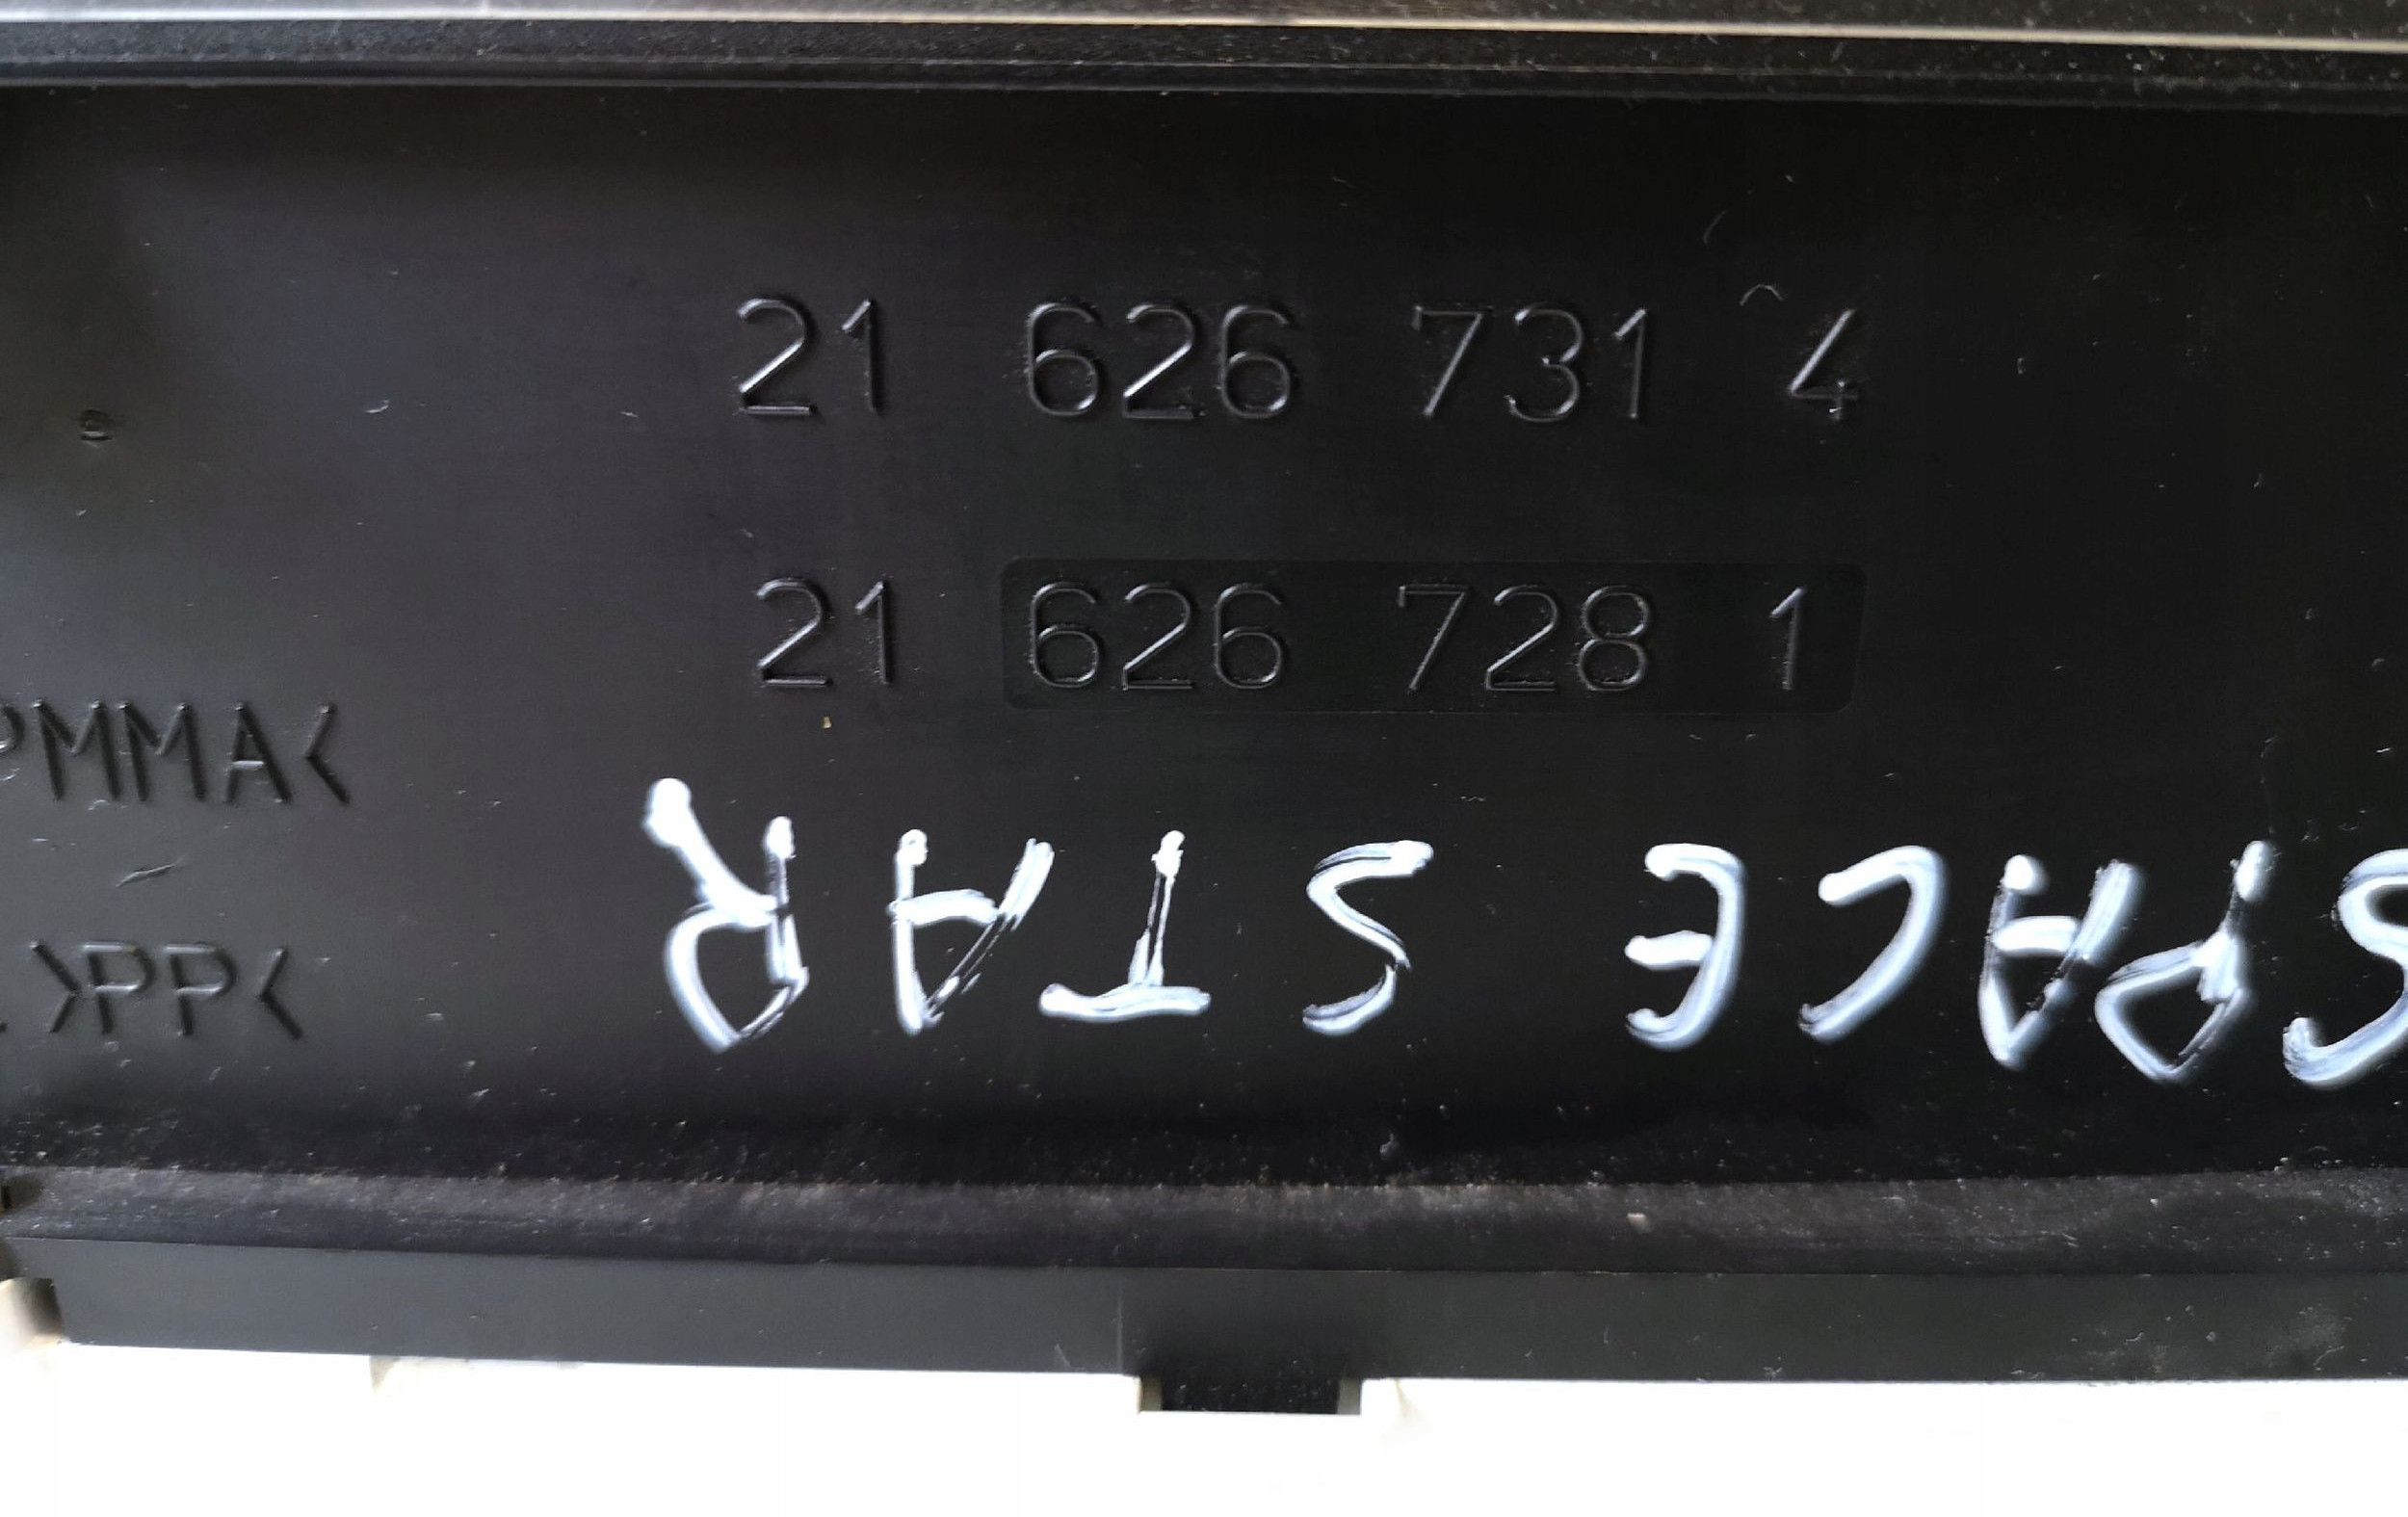 21 626 731 4
21 626 728 1
PMMA<
>PP<
SPACE STAR